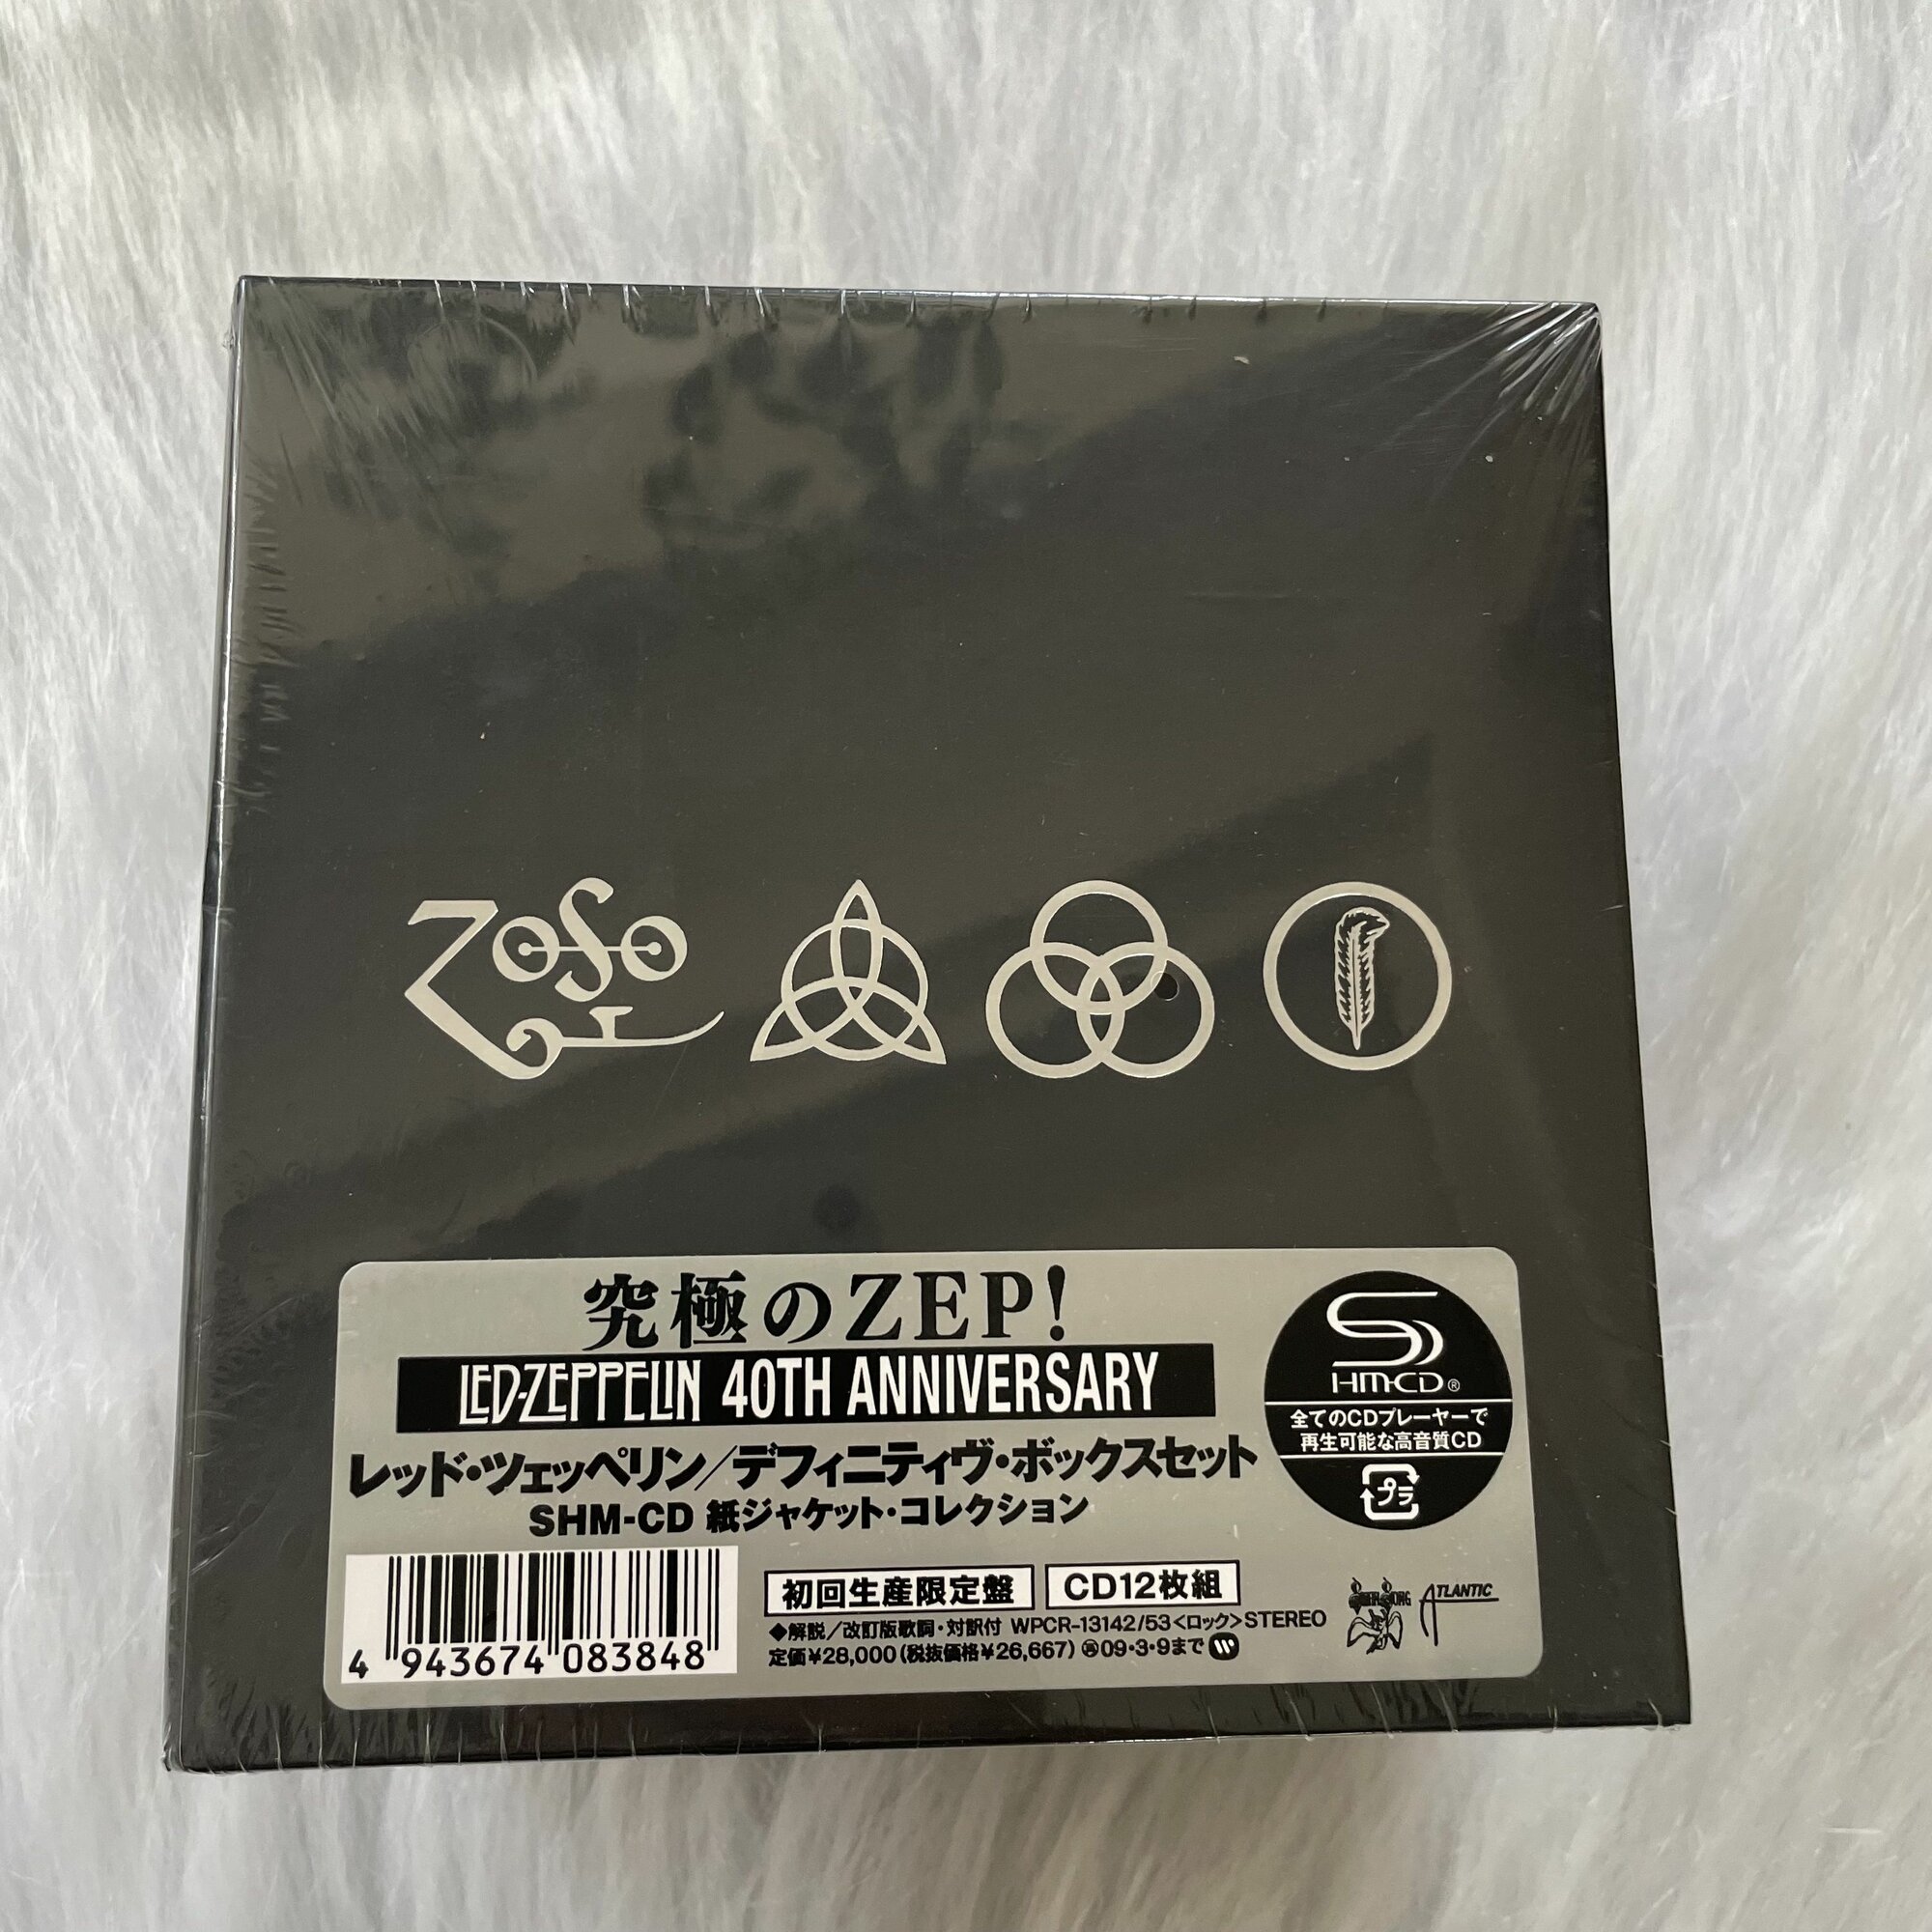 ZoSo
究極のZEP!
LED-ZEPPELIN 40TH ANNIVERSARY
レッド・ツェッペリン／デフィニティヴ・ボックスセット
SHM-CD 紙ジャケット・コレクション
SHM-CD®
全てのCDプレーヤーで
再生可能な高音質CD
プラ
4 943674 083848
初回生産限定盤 CD12枚組
◆解説／改訂版歌詞・対訳付 WPCR-13142/53<ロック>STEREO
定価¥28,000(税抜価格¥26,667) 09・3・9まで
SWAN SONG ATLANTIC